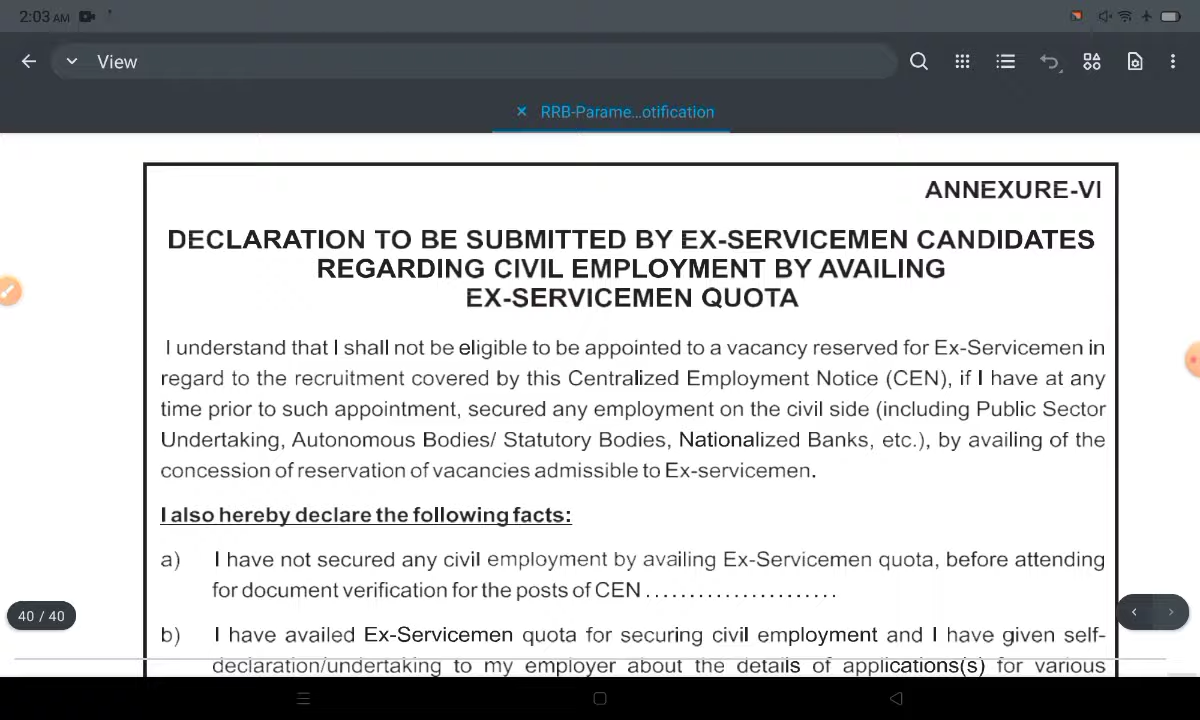 2:03 AM
View
RRB-Parame...otification
ANNEXURE-VI
DECLARATION TO BE SUBMITTED BY EX-SERVICEMEN CANDIDATES
REGARDING CIVIL EMPLOYMENT BY AVAILING
EX-SERVICEMEN QUOTA
I understand that I shall not be eligible to be appointed to a vacancy reserved for Ex-Servicemen in
regard to the recruitment covered by this Centralized Employment Notice (CEN), if I have at any
time prior to such appointment, secured any employment on the civil side (including Public Sector
Undertaking, Autonomous Bodies/ Statutory Bodies, Nationalized Banks, etc.), by availing of the
concession of reservation of vacancies admissible to Ex-servicemen.
I also hereby declare the following facts:
a) I have not secured any civil employment by availing Ex-Servicemen quota, before attending
for document verification for the posts of CEN ......................
40 / 40
b) I have availed Ex-Servicemen quota for securing civil employment and I have given self-
declaration/undertaking to my employer about the details of applications(s) for various